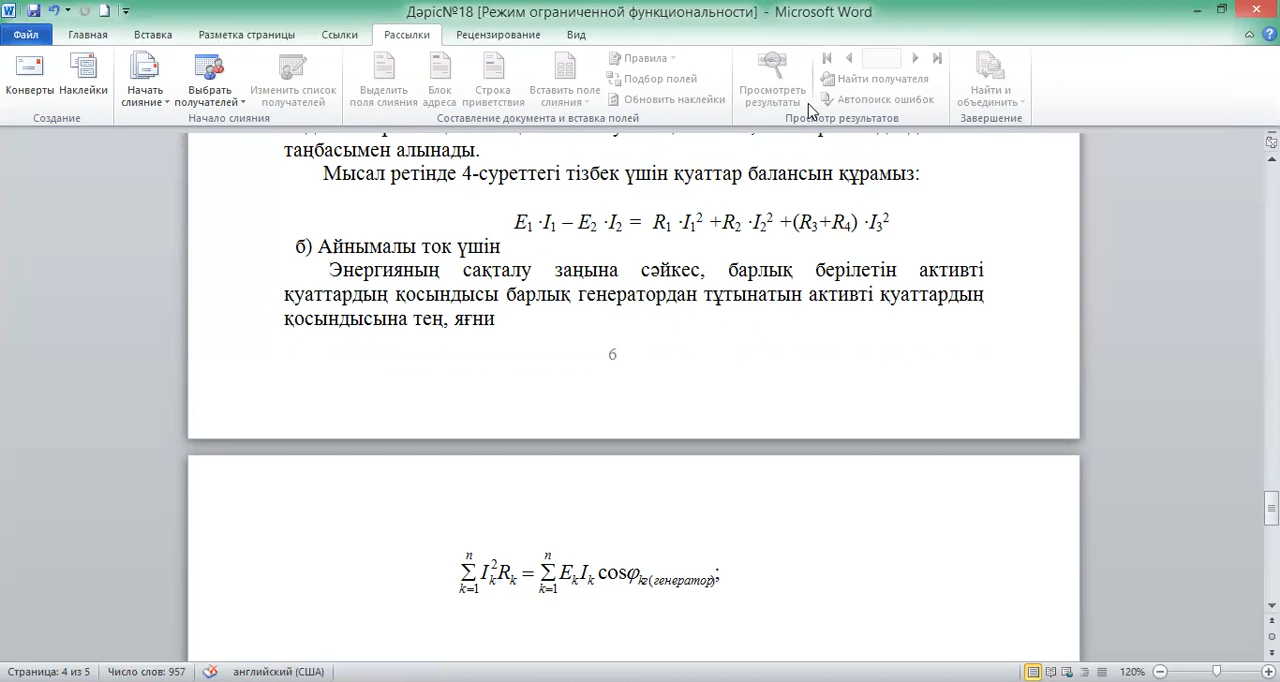 Дәріс№18 [Режим ограниченной функциональности] - Microsoft Word
Файл Главная Вставка Разметка страницы Ссылки Рассылки Рецензирование Вид
Конверты Наклейки
Создание
Начать слияние
Выбрать получателей
Изменить список получателей
Начало слияния
Выделить поля слияния
Блок адреса
Строка приветствия
Вставить поле слияния
Правила
Подбор полей
Обновить наклейки
Составление документа и вставка полей
Просмотреть результаты
Найти получателя
Автопоиск ошибок
Просмотр результатов
Найти и объединить
Завершение
таңбасымен алынады.
Мысал ретінде 4-суреттегі тізбек үшін қуаттар балансын құрамыз:
E₁ ·I₁ – E₂ ·I₂ = R₁ ·I₁² +R₂ ·I₂² +(R₃+R₄) ·I₃²
б) Айнымалы ток үшін
Энергияның сақталу заңына сәйкес, барлық берілетін активті
қуаттардың қосындысы барлық генератордан тұтынатын активті қуаттардың
қосындысына тең, яғни
6
∑ₖ₌₁ⁿ Iₖ²Rₖ = ∑ₖ₌₁ⁿ EₖIₖ cosφ кг(генератор);
Страница: 4 из 5 Число слов: 957 английский (США) 120%